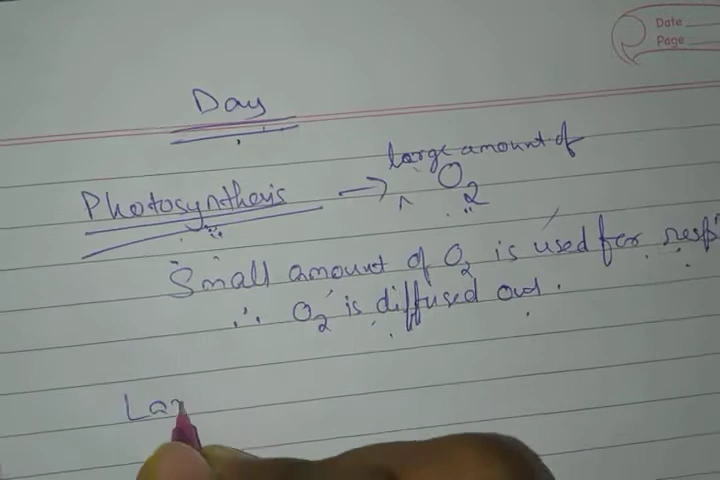 Date
Page
Day
large amount of
Photosynthesis → ^ O2
Small amount of O2 is used for resp
∴ O2 is diffused out.
Lar